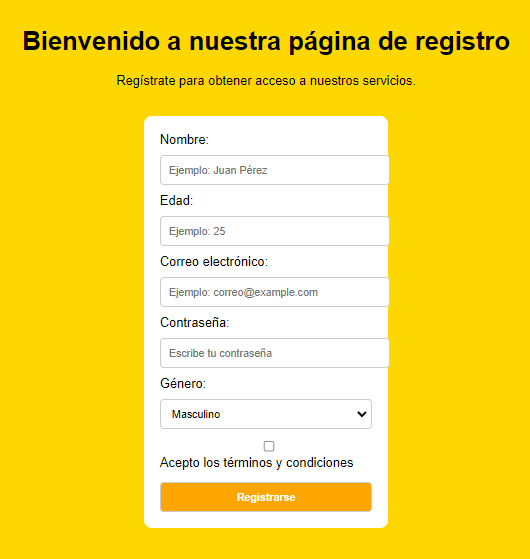 Bienvenido a nuestra página de registro
Regístrate para obtener acceso a nuestros servicios.
Nombre:
Ejemplo: Juan Pérez
Edad:
Ejemplo: 25
Correo electrónico:
Ejemplo: correo@example.com
Contraseña:
Escribe tu contraseña
Género:
Masculino
Acepto los términos y condiciones
Registrarse